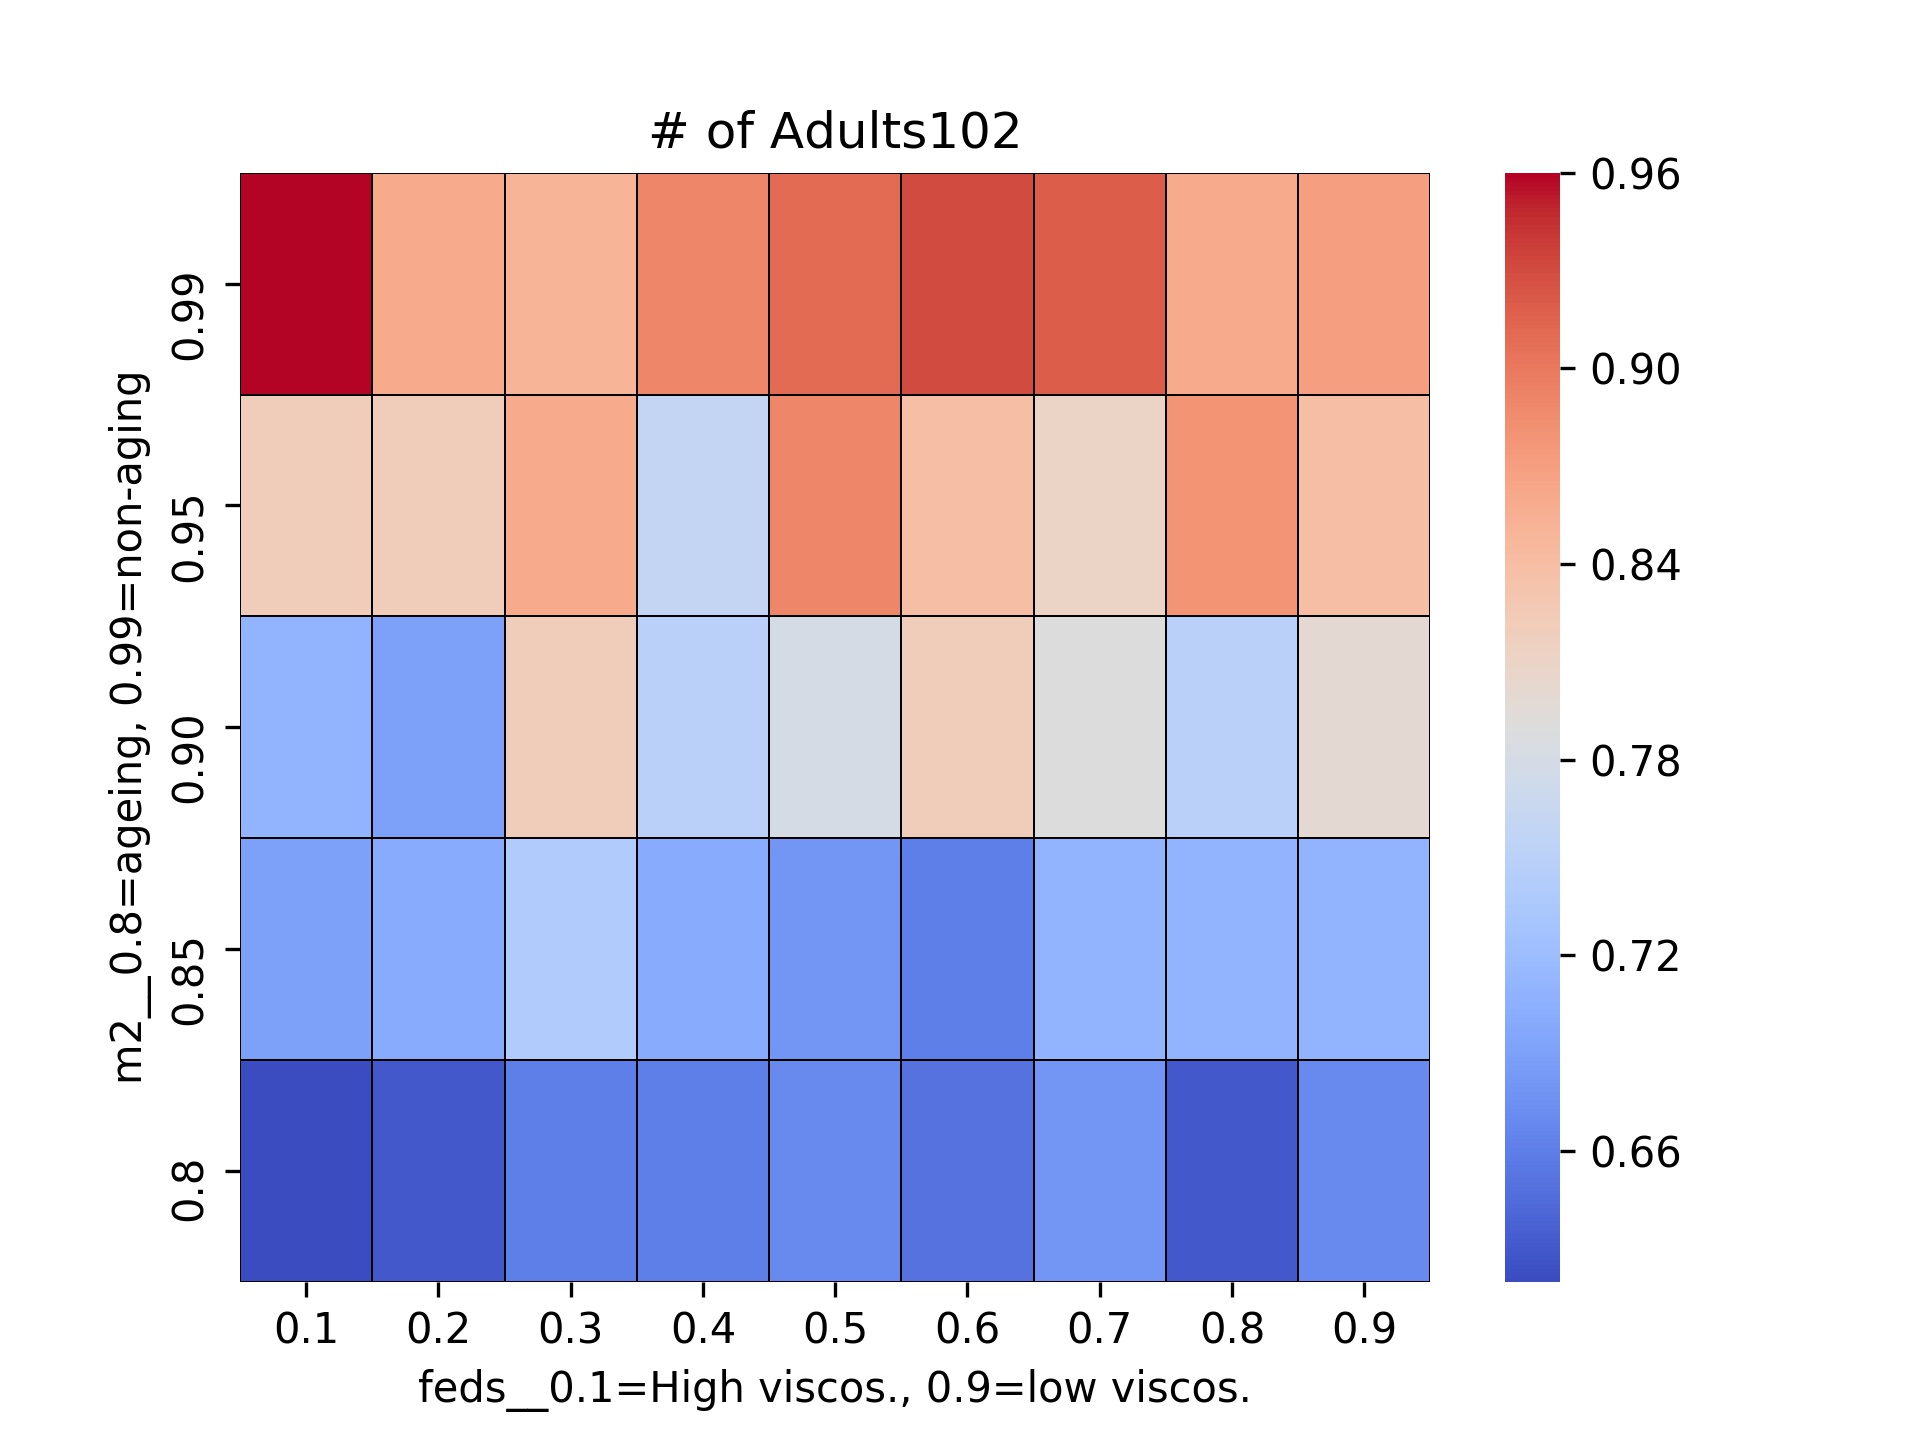 # of Adults102
m2__0.8=ageing, 0.99=non-aging
0.99
0.95
0.90
0.85
0.8
0.1 0.2 0.3 0.4 0.5 0.6 0.7 0.8 0.9
feds__0.1=High viscos., 0.9=low viscos.
0.96
0.90
0.84
0.78
0.72
0.66